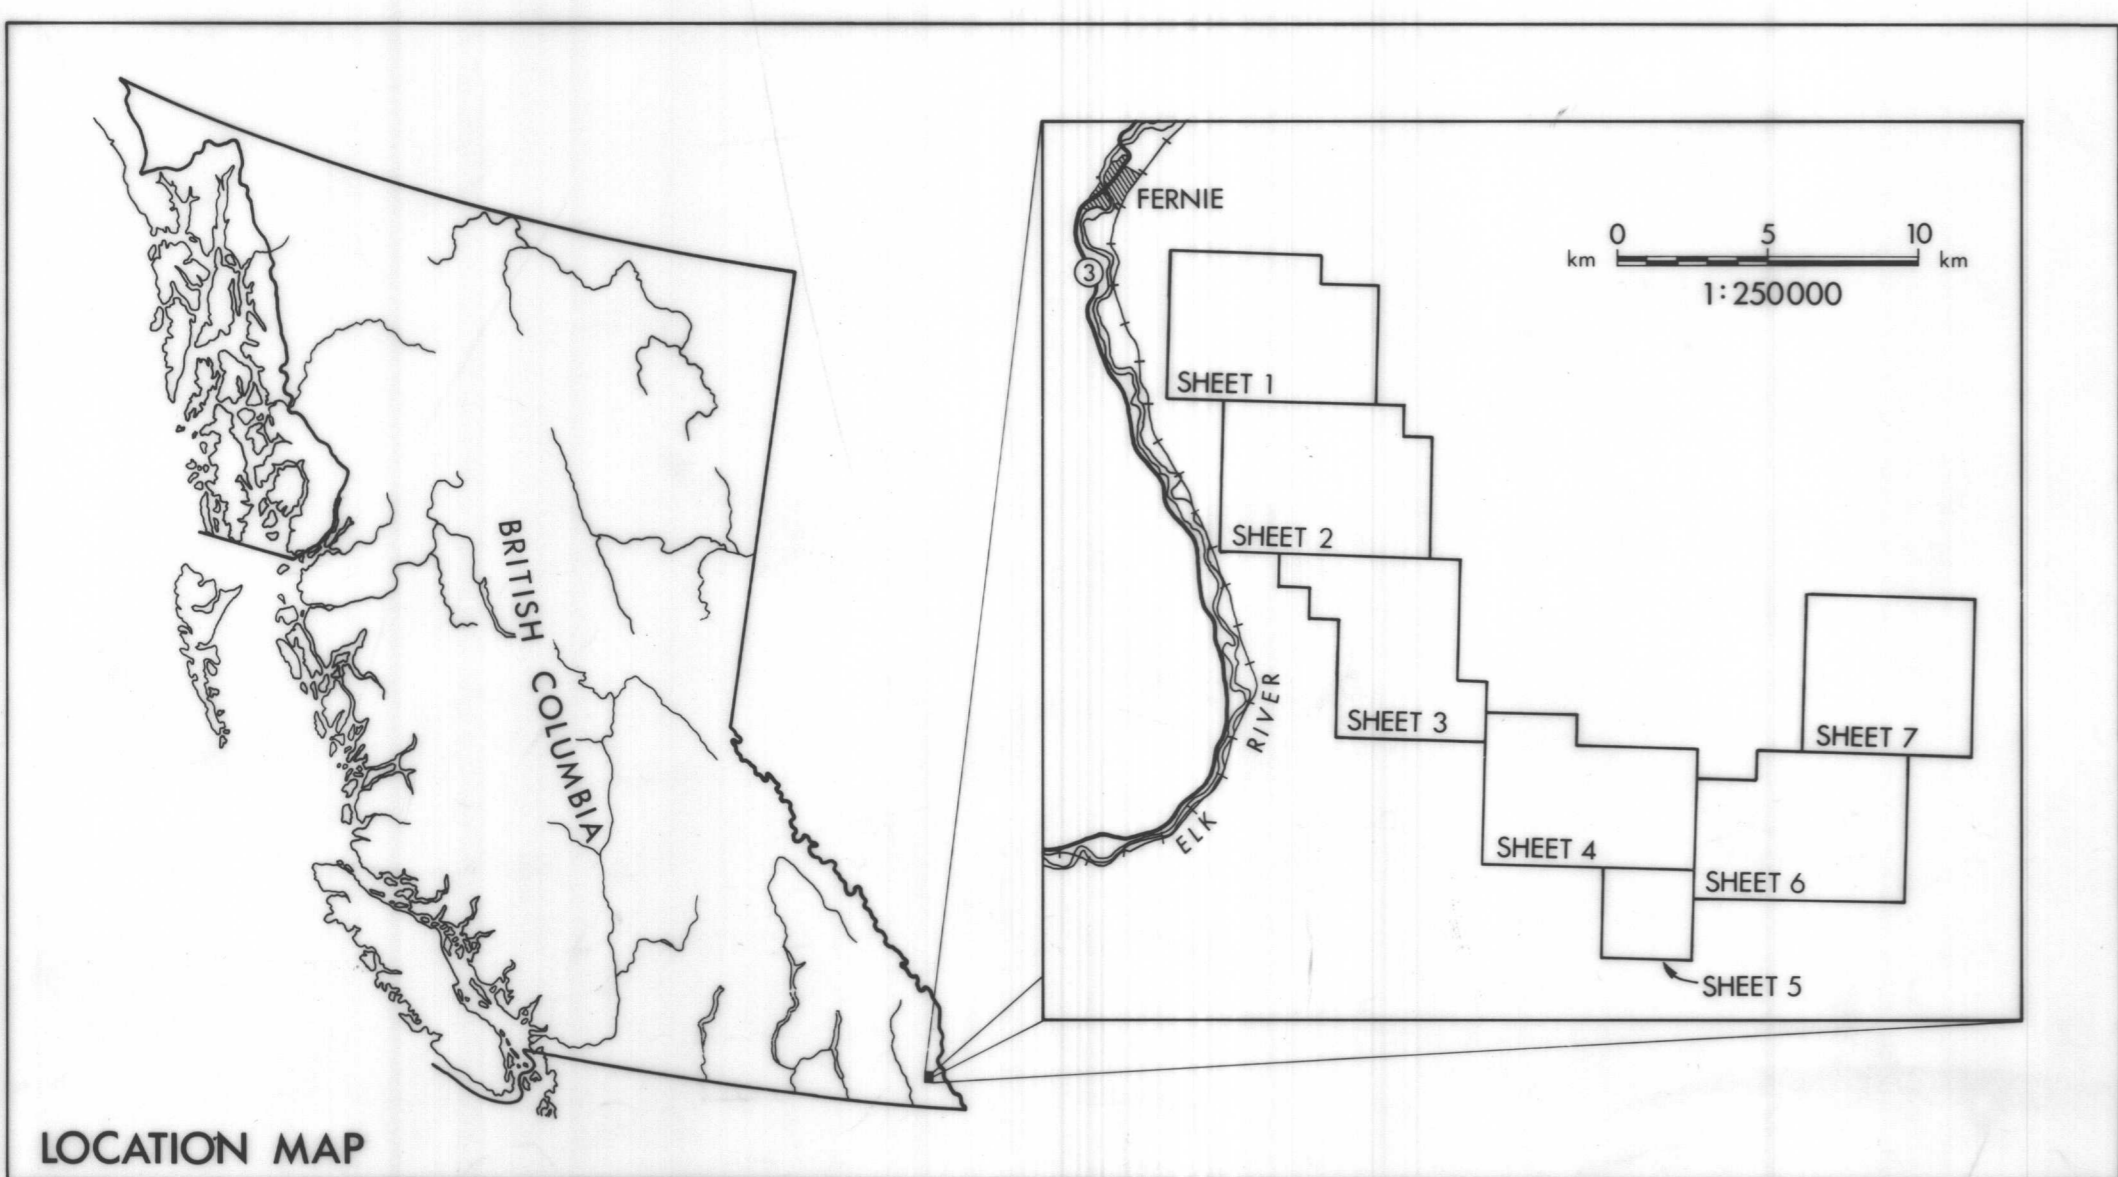 FERNIE
0 5 10
km km
1:250000
3
SHEET 1
SHEET 2
SHEET 3
SHEET 4
SHEET 5
SHEET 6
SHEET 7
ELK RIVER
BRITISH COLUMBIA
LOCATION MAP